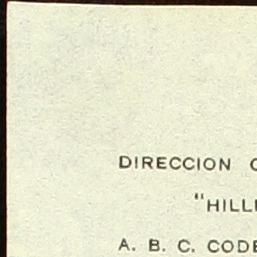 DIRECCION C
"HILL
A. B. C. CODE